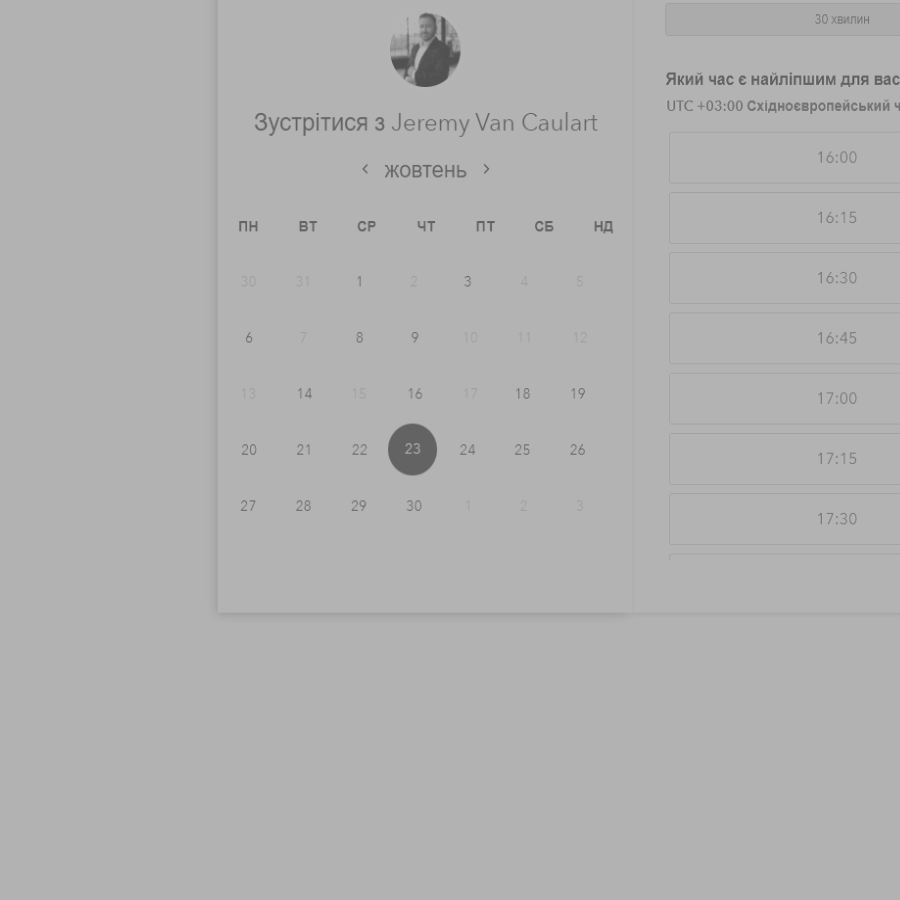 Зустрітися з Jeremy Van Caulart
жовтень
ПН ВТ СР ЧТ ПТ СБ НД
30 31 1 2 3 4 5
6 7 8 9 10 11 12
13 14 15 16 17 18 19
20 21 22 23 24 25 26
27 28 29 30 1 2 3
30 хвилин
Який час є найліпшим для вас
UTC +03:00 Східноєвропейський ч
16:00
16:15
16:30
16:45
17:00
17:15
17:30